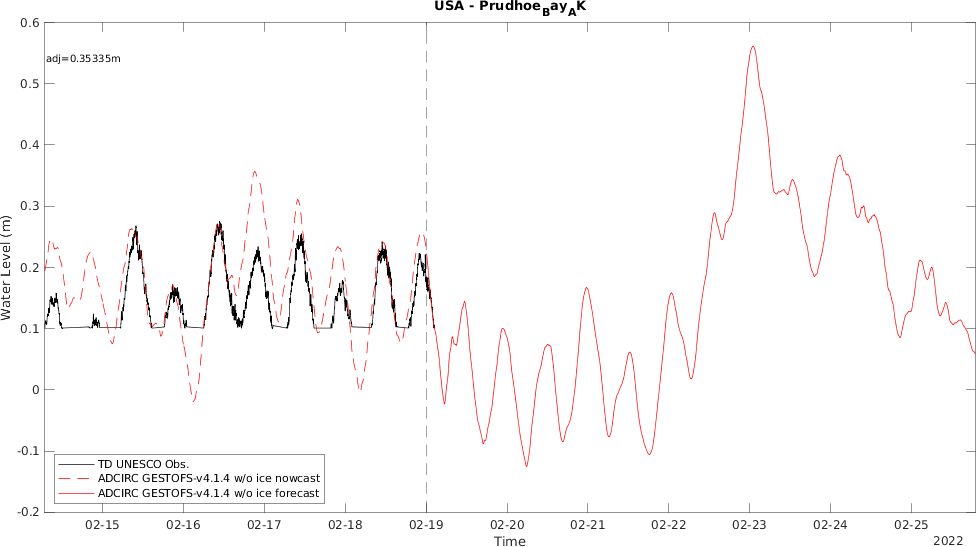 USA - Prudhoe_Bay_AK
0.6
adj=0.35335m
0.5
0.4
0.3
0.2
0.1
0
-0.1
-0.2
Water Level (m)
TD UNESCO Obs.
ADCIRC GESTOFS-v4.1.4 w/o ice nowcast
ADCIRC GESTOFS-v4.1.4 w/o ice forecast
02-15 02-16 02-17 02-18 02-19 02-20 02-21 02-22 02-23 02-24 02-25
Time
2022